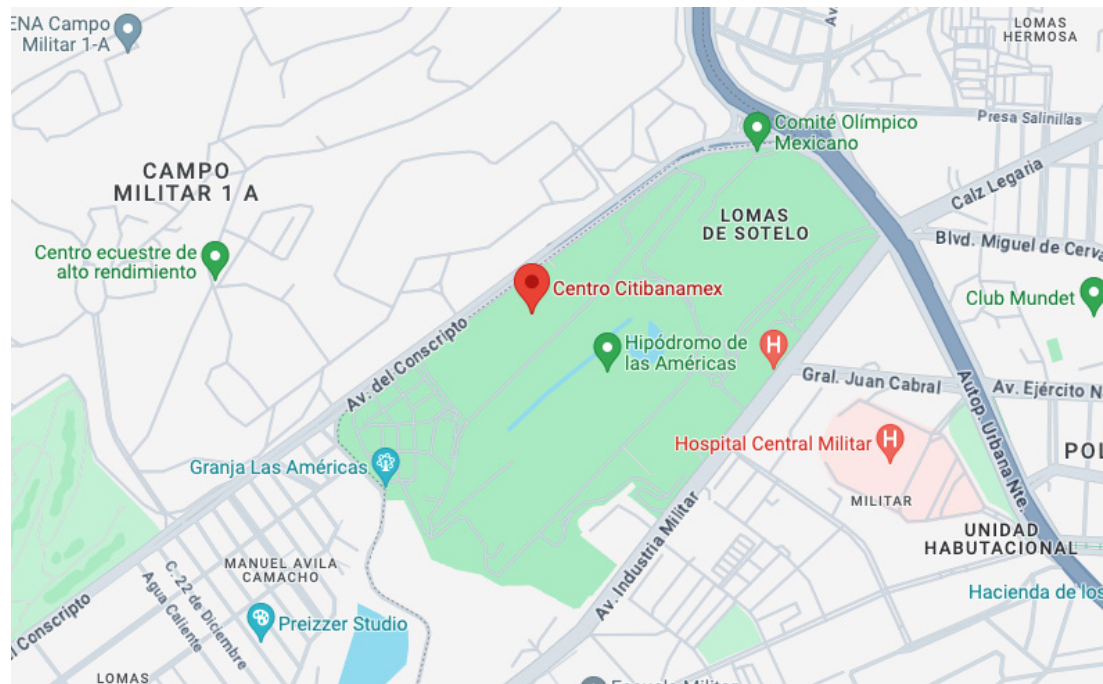 ENA Campo
Militar 1-A
Av.
LOMAS
HERMOSA
Comité Olímpico
Mexicano
Presa Salinillas
CAMPO
MILITAR 1 A
Calz Legaria
LOMAS
DE SOTELO
Centro ecuestre de
alto rendimiento
Blvd. Miguel de Cerva
Centro Citibanamex
Club Mundet
Av. del Conscripto
Hipódromo de
las Américas
H
Gral. Juan Cabral
Av. Ejército N
Autop. Urbana Nte.
Hospital Central Militar
H
POL
Granja Las Américas
MILITAR
Av. Industria Militar
UNIDAD
HABUTACIONAL
MANUEL AVILA
CAMACHO
C. 22 de Diciembre
Agua Caliente
Hacienda de los
l Conscripto
Preizzer Studio
LOMAS